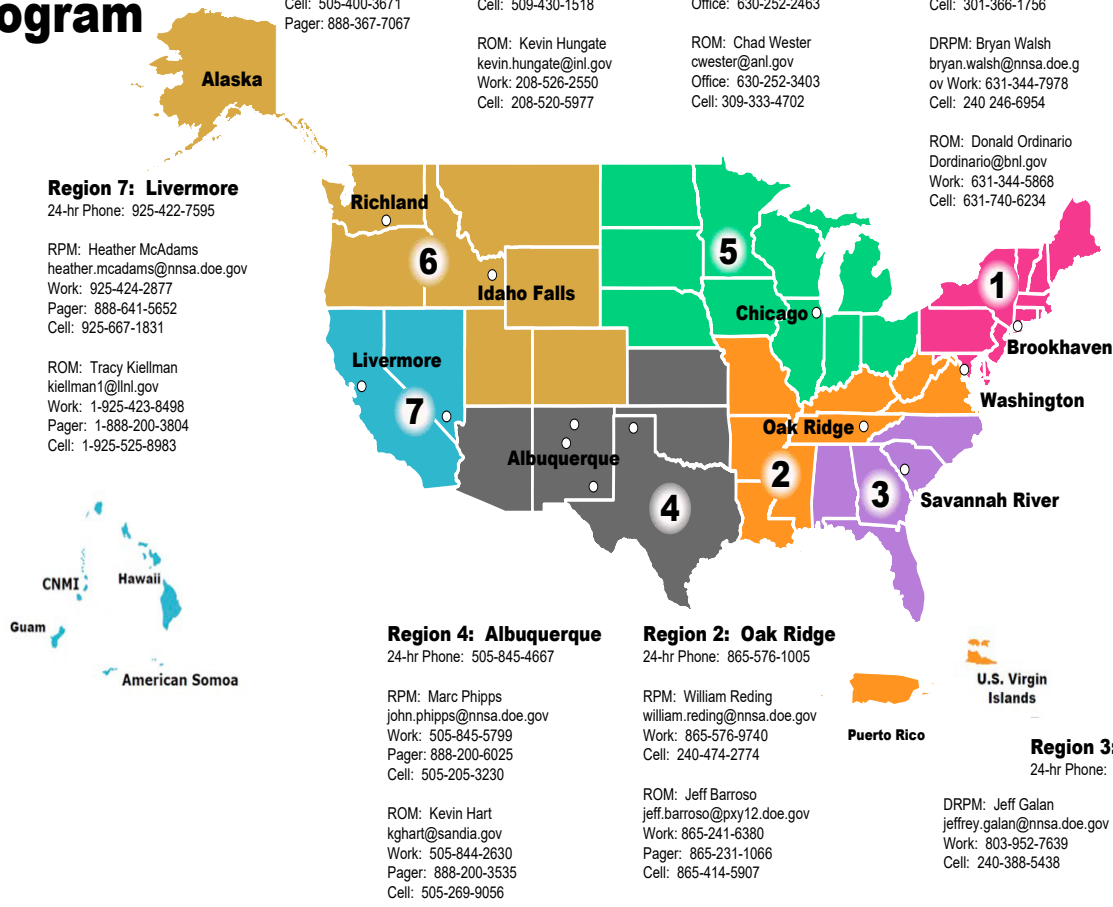 ogram
Cell: 505-400-3671
Pager: 888-367-7067
Cell: 509-430-1518
ROM: Kevin Hungate
kevin.hungate@inl.gov
Work: 208-526-2550
Cell: 208-520-5977
Office: 630-252-2463
ROM: Chad Wester
cwester@anl.gov
Office: 630-252-3403
Cell: 309-333-4702
Cell: 301-366-1756
DRPM: Bryan Walsh
bryan.walsh@nnsa.doe.g
ov Work: 631-344-7978
Cell: 240 246-6954
ROM: Donald Ordinario
Dordinario@bnl.gov
Work: 631-344-5868
Cell: 631-740-6234
Alaska
Region 7: Livermore
24-hr Phone: 925-422-7595
RPM: Heather McAdams
heather.mcadams@nnsa.doe.gov
Work: 925-424-2877
Pager: 888-641-5652
Cell: 925-667-1831
ROM: Tracy Kiellman
kiellman1@llnl.gov
Work: 1-925-423-8498
Pager: 1-888-200-3804
Cell: 1-925-525-8983
Richland
6
Idaho Falls
5
Chicago
1
Brookhaven
Washington
Livermore
7
Albuquerque
4
Oak Ridge
2
3
Savannah River
CNMI
Hawaii
Guam
American Somoa
Region 4: Albuquerque
24-hr Phone: 505-845-4667
RPM: Marc Phipps
john.phipps@nnsa.doe.gov
Work: 505-845-5799
Pager: 888-200-6025
Cell: 505-205-3230
ROM: Kevin Hart
kghart@sandia.gov
Work: 505-844-2630
Pager: 888-200-3535
Cell: 505-269-9056
Region 2: Oak Ridge
24-hr Phone: 865-576-1005
RPM: William Reding
william.reding@nnsa.doe.gov
Work: 865-576-9740
Cell: 240-474-2774
ROM: Jeff Barroso
jeff.barroso@pxy12.doe.gov
Work: 865-241-6380
Pager: 865-231-1066
Cell: 865-414-5907
Puerto Rico
U.S. Virgin
Islands
Region 3:
24-hr Phone:
DRPM: Jeff Galan
jeffrey.galan@nnsa.doe.gov
Work: 803-952-7639
Cell: 240-388-5438